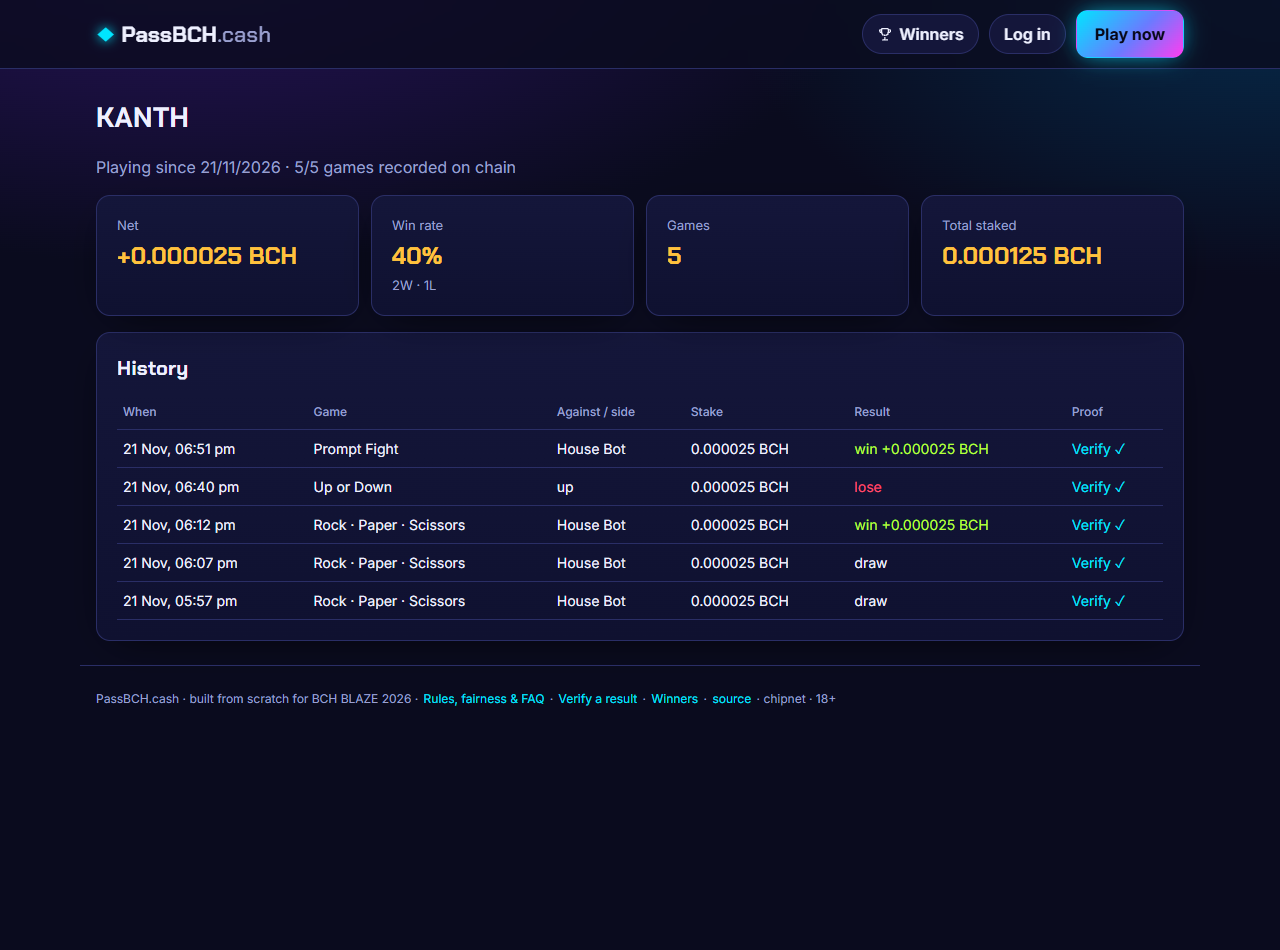 PassBCH.cash
Winners
Log in
Play now
KANTH
Playing since 21/11/2026 · 5/5 games recorded on chain
Net
+0.000025 BCH
Win rate
40%
2W · 1L
Games
5
Total staked
0.000125 BCH
History
When Game Against / side Stake Result Proof
21 Nov, 06:51 pm Prompt Fight House Bot 0.000025 BCH win +0.000025 BCH Verify ✓
21 Nov, 06:40 pm Up or Down up 0.000025 BCH lose Verify ✓
21 Nov, 06:12 pm Rock · Paper · Scissors House Bot 0.000025 BCH win +0.000025 BCH Verify ✓
21 Nov, 06:07 pm Rock · Paper · Scissors House Bot 0.000025 BCH draw Verify ✓
21 Nov, 05:57 pm Rock · Paper · Scissors House Bot 0.000025 BCH draw Verify ✓
PassBCH.cash · built from scratch for BCH BLAZE 2026 · Rules, fairness & FAQ · Verify a result · Winners · source · chipnet · 18+